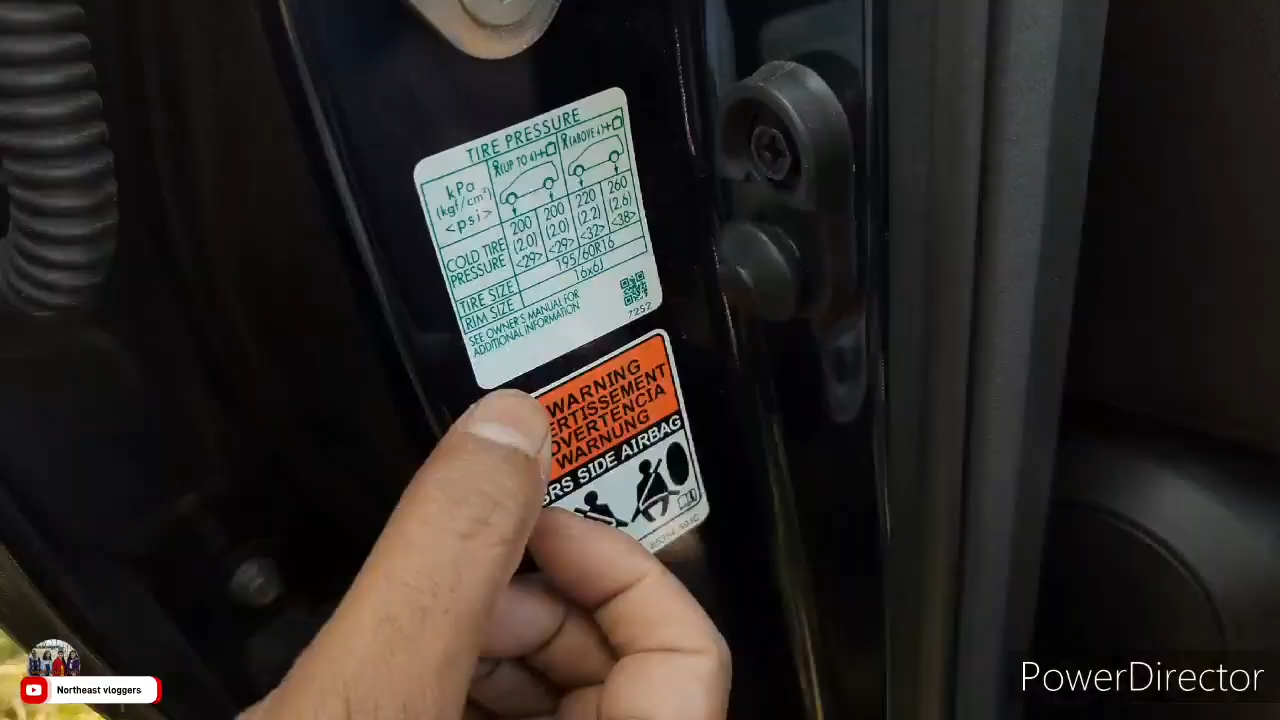 TIRE PRESSURE
kPa
(kgf/cm²)
<psi>
(UP TO 4)+
(ABOVE 4)+
COLD TIRE
PRESSURE
200 200 220 260
(2.0) (2.0) (2.2) (2.6)
<29> <29> <32> <38>
TIRE SIZE 195/60R16
RIM SIZE 16x6J
SEE OWNER'S MANUAL FOR
ADDITIONAL INFORMATION
7252
WARNING
ERTISSEMENT
DVERTENCIA
WARNUNG
SRS SIDE AIRBAG
Northeast vloggers
PowerDirector